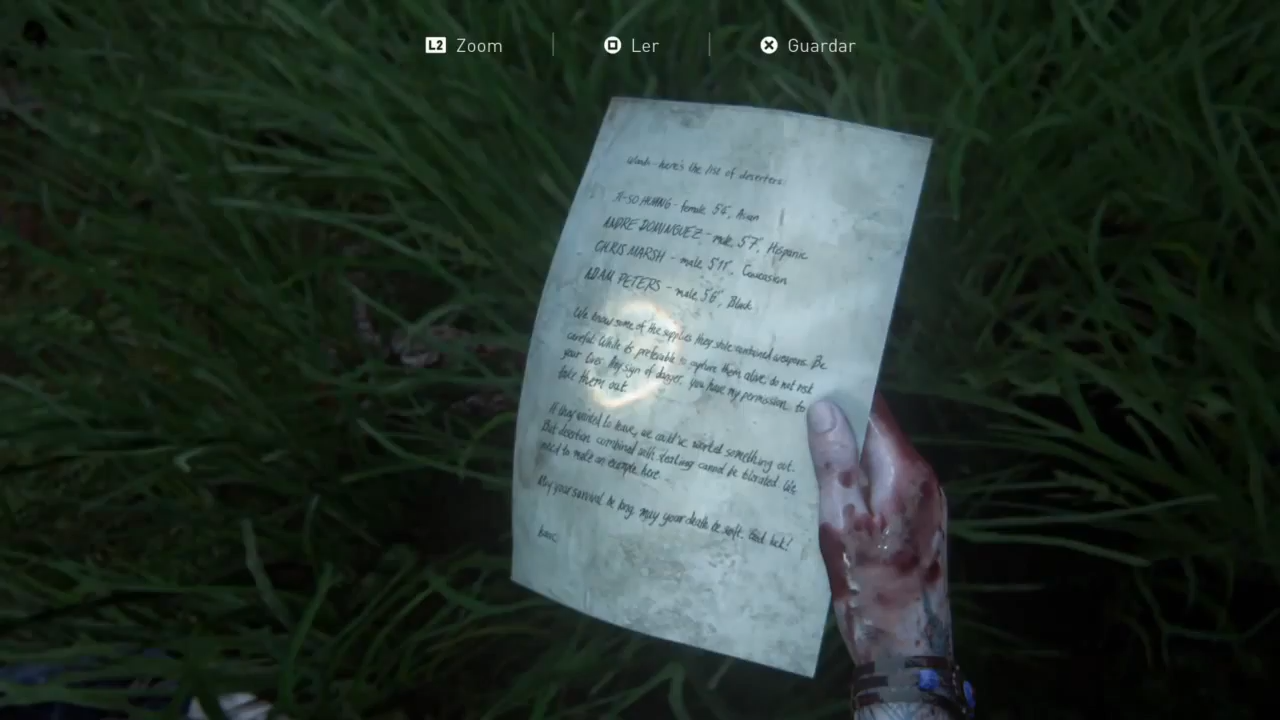 L2 Zoom | Ler | Guardar
here's the list of deserters:
JI-SO HUANG - female 5'4", Asian
ANDRE DOMINGUEZ - male 5'7", Hispanic
CHRIS MARSH - male 5'11", Caucasian
ADAM PETERS - male 5'6", Black
We know some of the supplies they stole contained weapons. Be
careful. While its preferable to capture them alive, do not risk
your lives. Any sign of danger, you have my permission to
take them out.
If they wanted to leave, we could've worked something out.
But desertion combined with stealing cannot be tolerated. We
need to make an example here.
May your survival be long, may your death be swift. Good luck!
Isaac